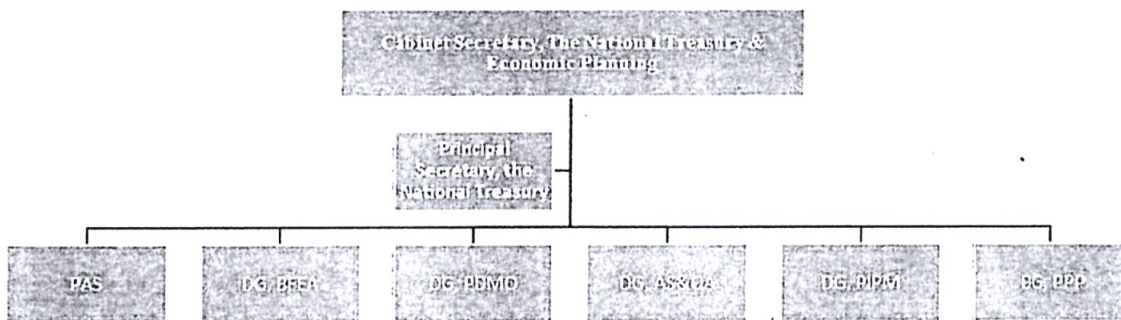 Cabinet Secretary, The National Treasury &
Economic Planning
Principal
Secretary, the
National Treasury
PAS
DG, BFEA
DG, PDMO
DG, AS&QA
DG, PIPM
DG, PPP